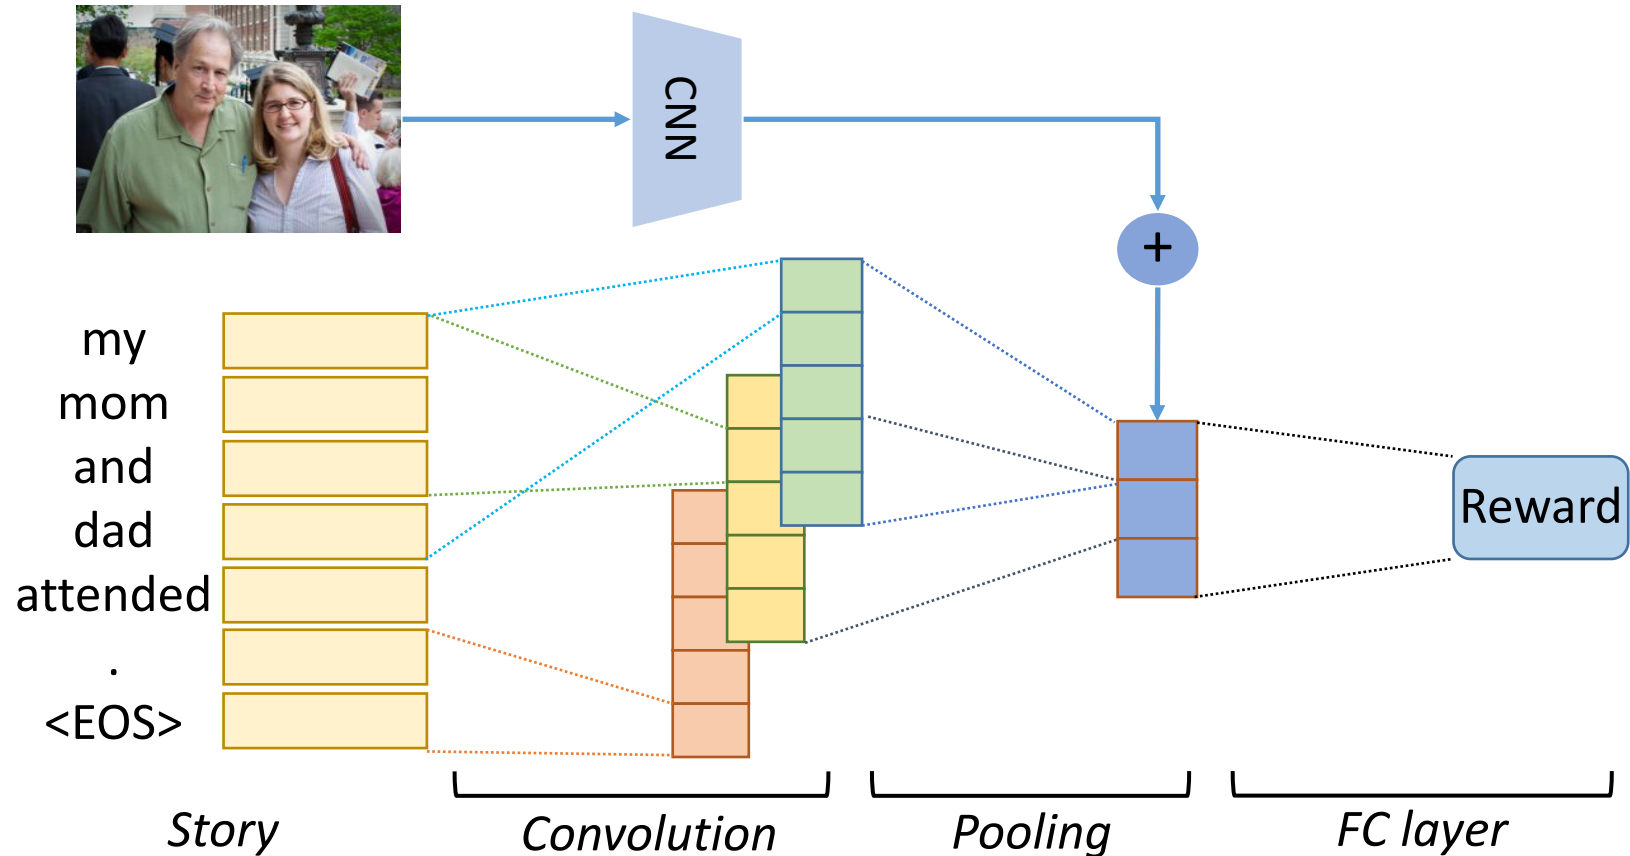 CNN
+
my
mom
and
dad
attended
.
<EOS>
Reward
Story
Convolution
Pooling
FC layer